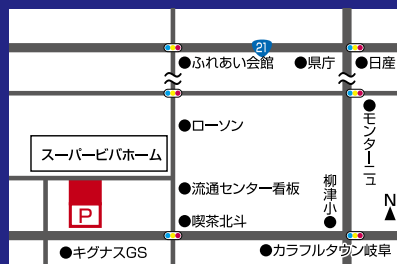 21
●ふれあい会館 ●県庁 ●日産
●ローソン
●モンターニュ
スーパービバホーム
●流通センター看板
柳津小●
N
P
●喫茶北斗
●キグナスGS
●カラフルタウン岐阜